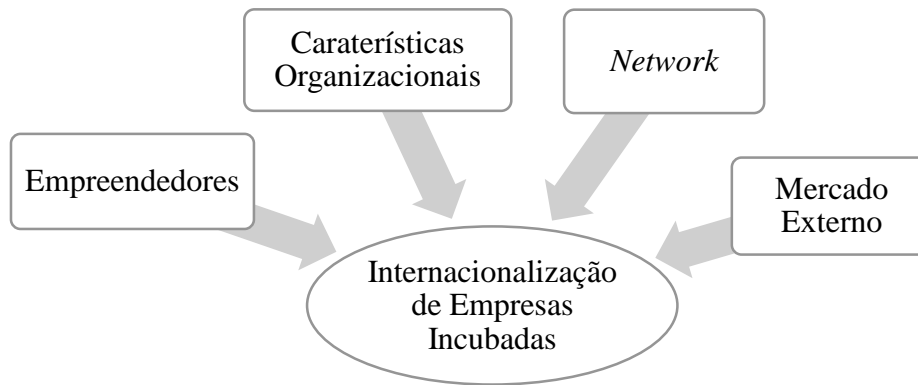 Caraterísticas
Organizacionais
Network
Empreendedores
Mercado
Externo
Internacionalização
de Empresas
Incubadas